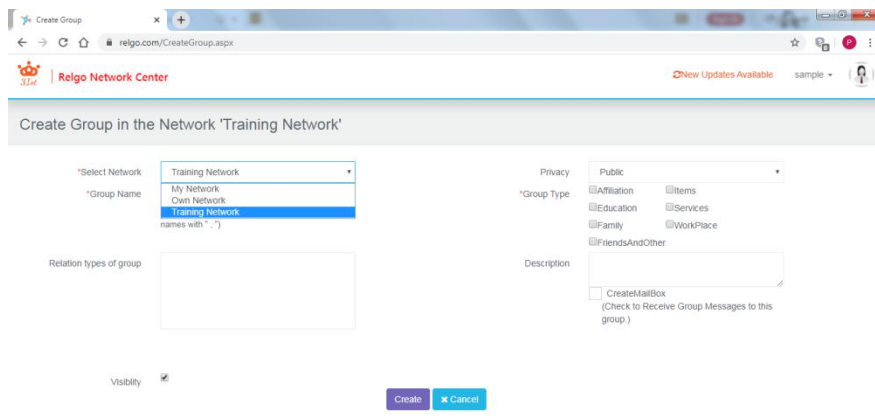 Create Group
relgo.com/CreateGroup.aspx
P
31st
Relgo Network Center
New Updates Available
sample
Create Group in the Network 'Training Network'
*Select Network
Training Network
Privacy
Public
My Network
Own Network
Training Network
*Group Name
names with " , ")
*Group Type
Affiliation
Items
Education
Services
Family
WorkPlace
FriendsAndOther
Relation types of group
Description
CreateMailBox
(Check to Receive Group Messages to this
group.)
Visiblity
Create
Cancel